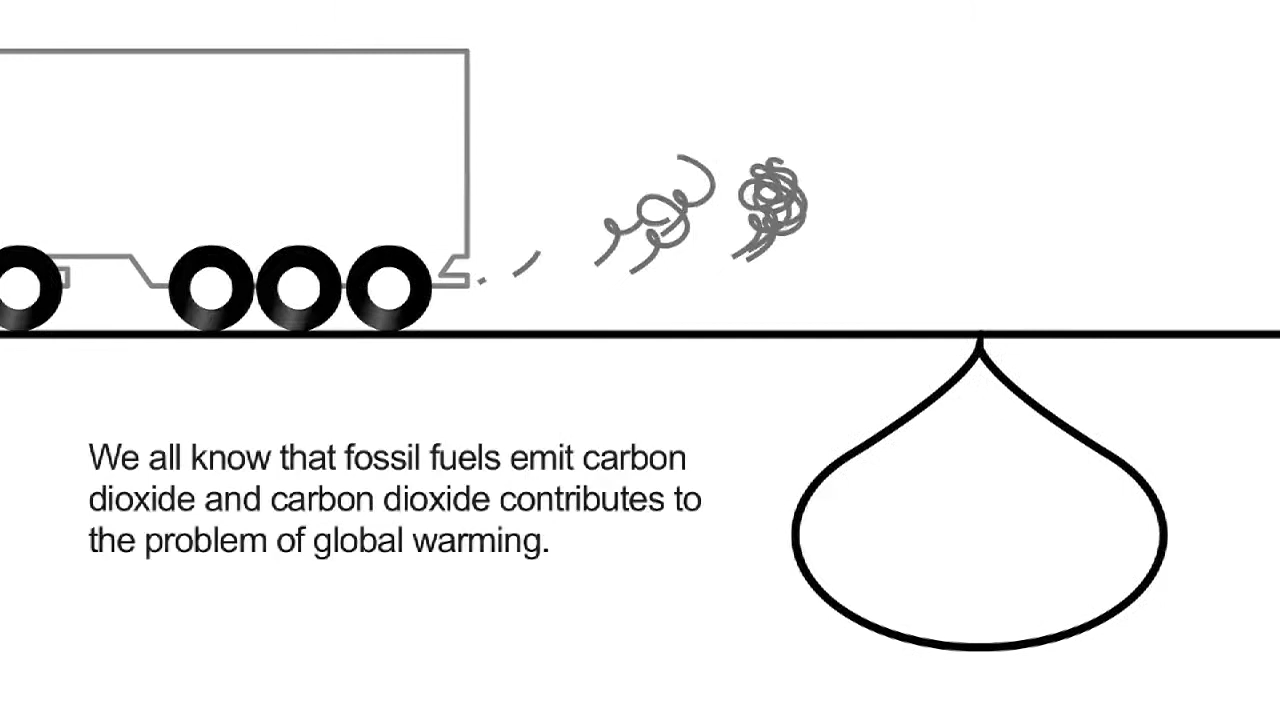 We all know that fossil fuels emit carbon
dioxide and carbon dioxide contributes to
the problem of global warming.